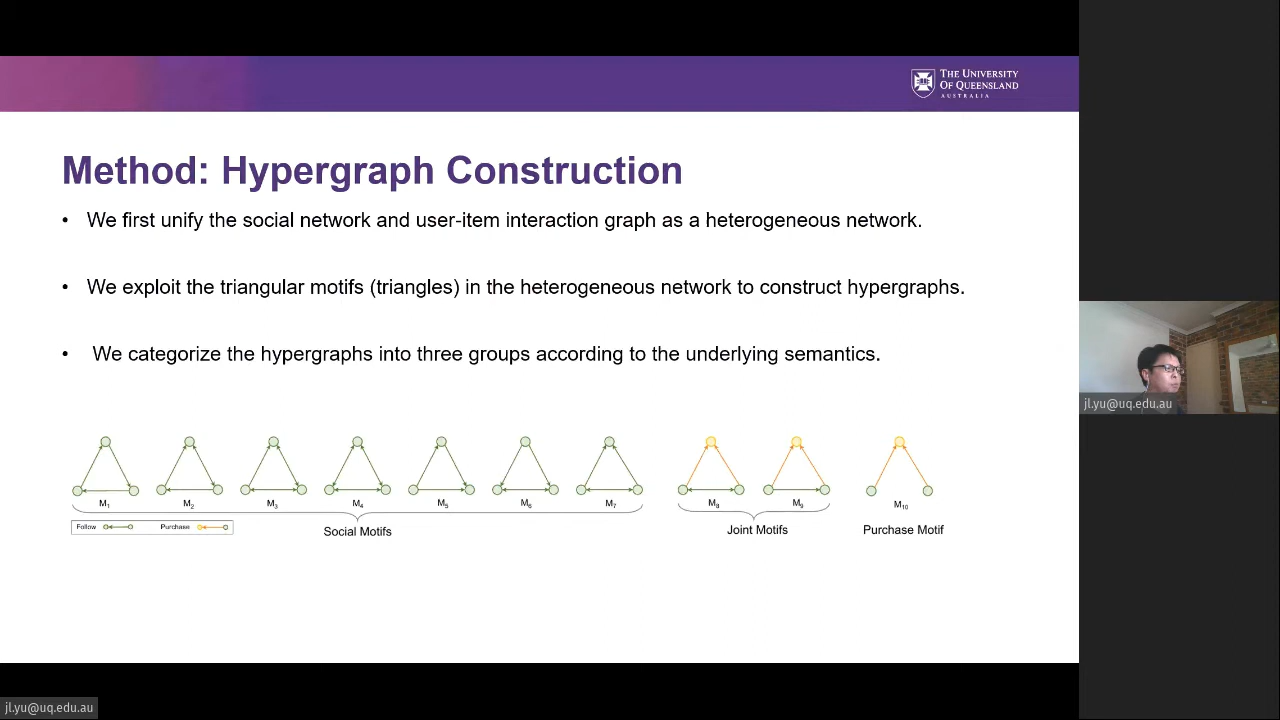 THE UNIVERSITY
OF QUEENSLAND
AUSTRALIA
Method: Hypergraph Construction
• We first unify the social network and user-item interaction graph as a heterogeneous network.
• We exploit the triangular motifs (triangles) in the heterogeneous network to construct hypergraphs.
• We categorize the hypergraphs into three groups according to the underlying semantics.
M1 M2 M3 M4 M5 M6 M7 M8 M9 M10
Follow Purchase
Social Motifs Joint Motifs Purchase Motif
jl.yu@uq.edu.au
jl.yu@uq.edu.au